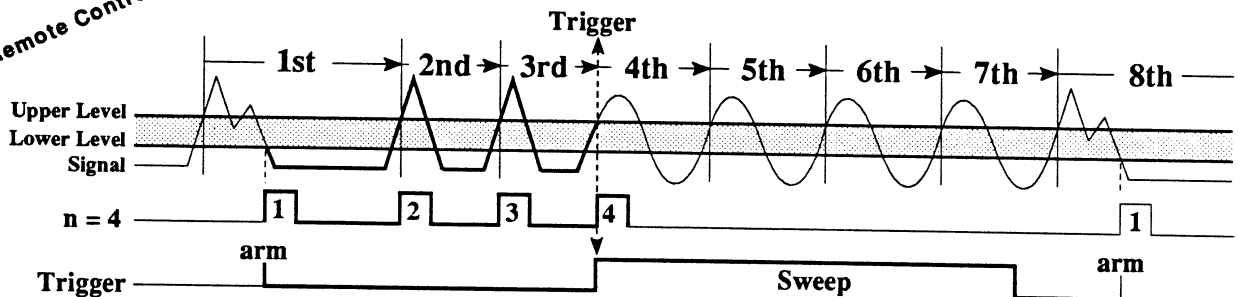 emote Contr
Trigger
1st 2nd 3rd 4th 5th 6th 7th 8th
Upper Level
Lower Level
Signal
n = 4 1 2 3 4 1
arm arm
Trigger Sweep